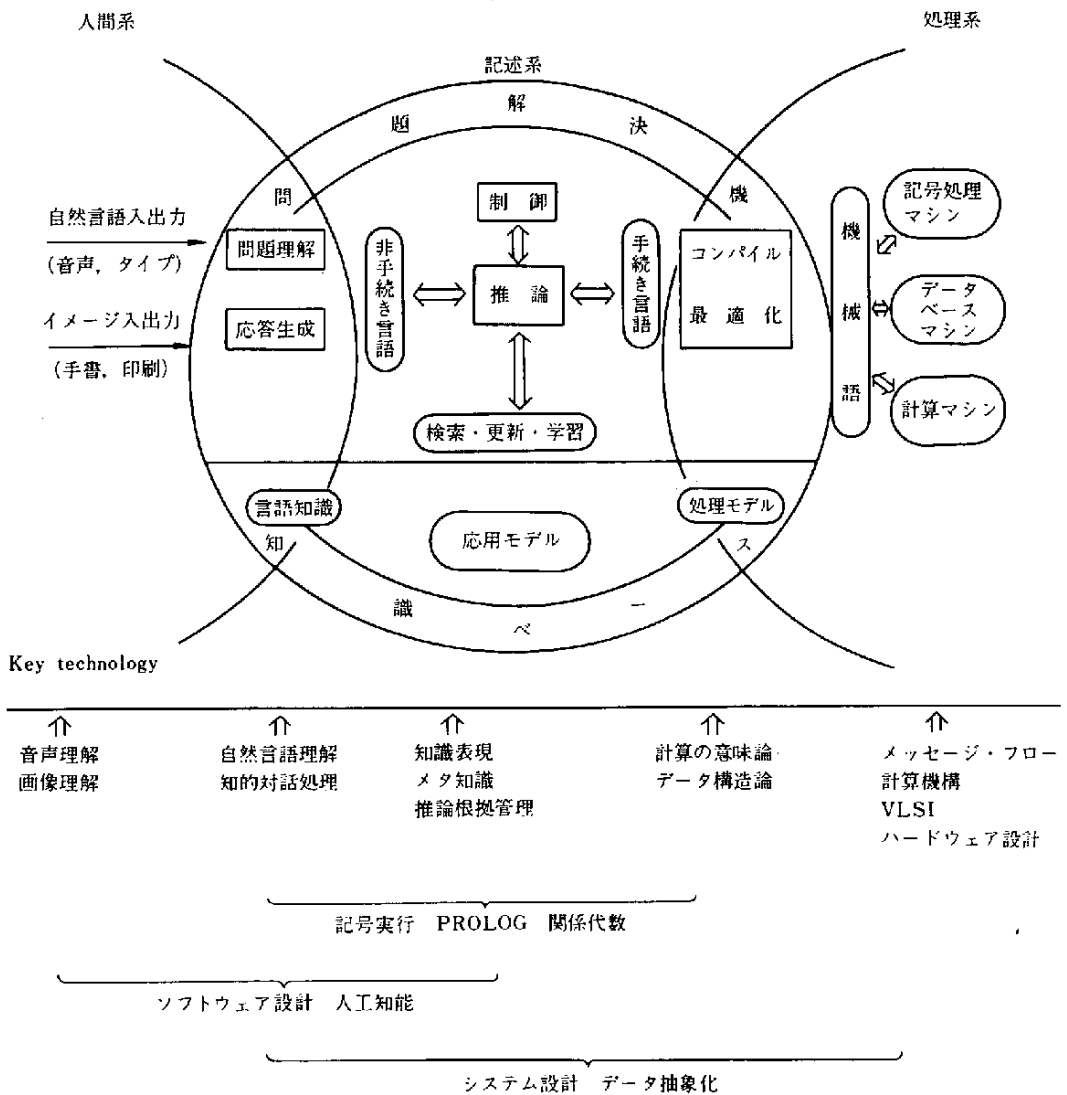 人間系
処理系
記述系
問題解決機
自然言語入出力
(音声，タイプ)
イメージ入出力
(手書，印刷)
問題理解
応答生成
非手続き言語
制御
推論
手続き言語
コンパイル
最適化
機械語
記号処理
マシン
データ
ベース
マシン
計算マシン
検索・更新・学習
言語知識
応用モデル
処理モデル
知識ベース
Key technology
音声理解
画像理解
自然言語理解
知的対話処理
知識表現
メタ知識
推論根拠管理
計算の意味論
データ構造論
メッセージ・フロー
計算機構
VLSI
ハードウェア設計
記号実行 PROLOG 関係代数
ソフトウェア設計 人工知能
システム設計 データ抽象化